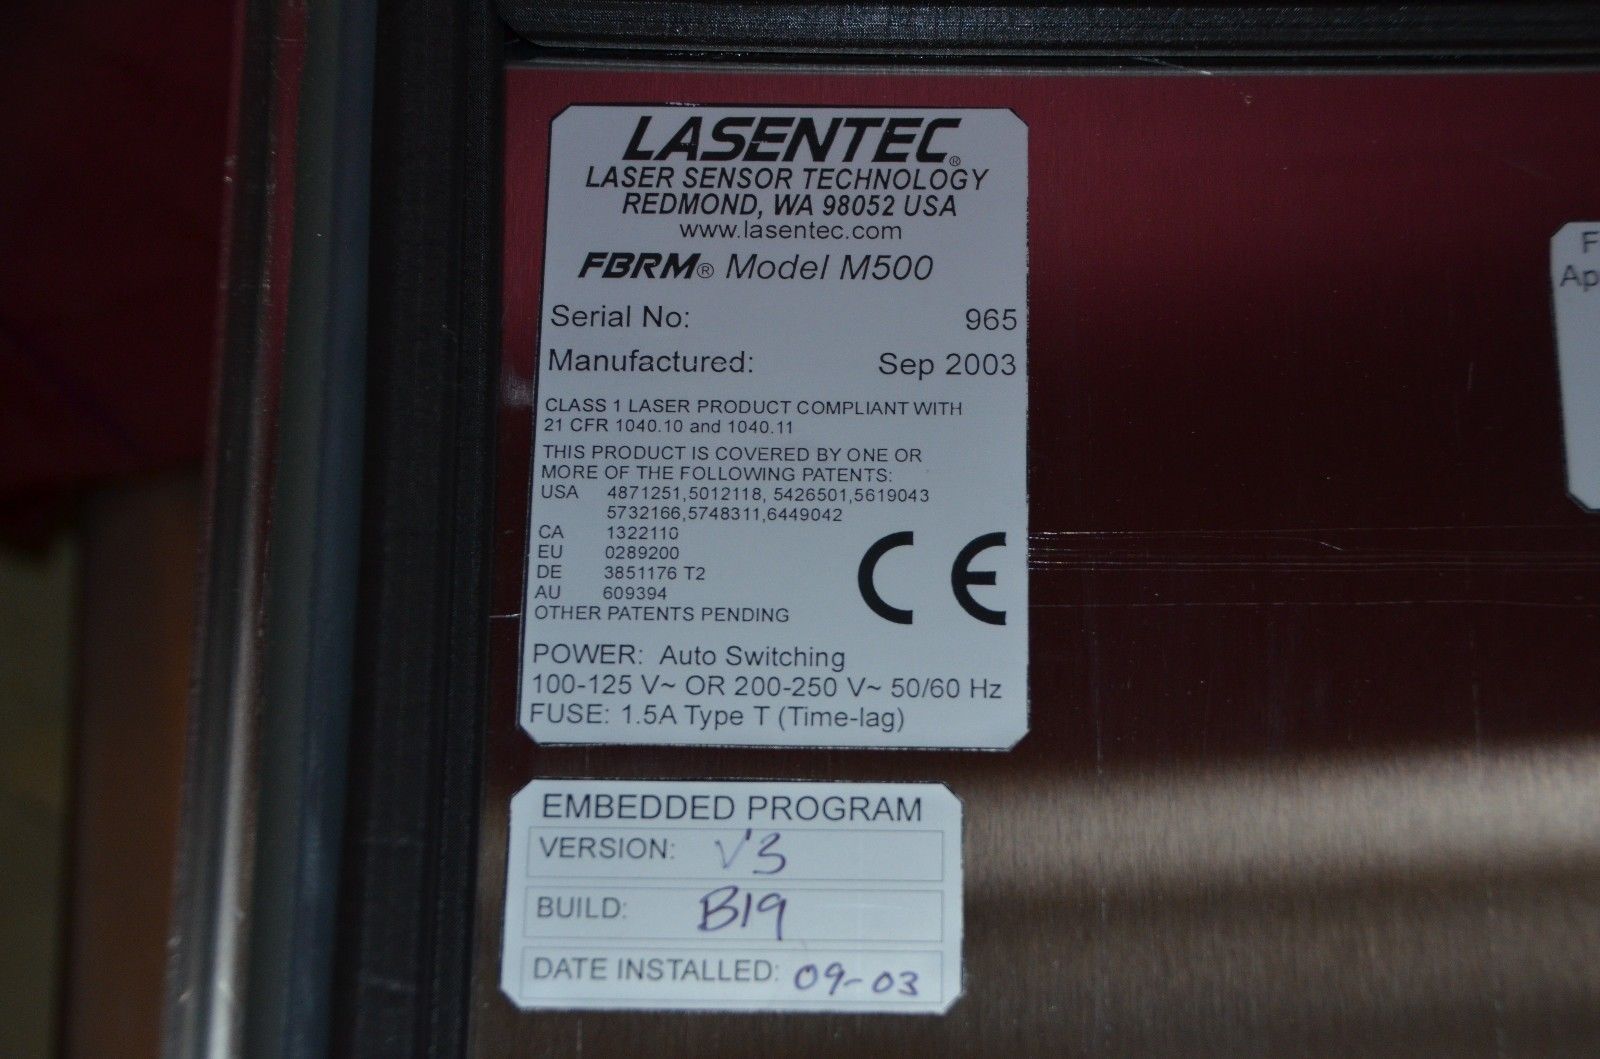 LASENTEC®
LASER SENSOR TECHNOLOGY
REDMOND, WA 98052 USA
www.lasentec.com
FBRM® Model M500
Serial No: 965
Manufactured: Sep 2003
CLASS 1 LASER PRODUCT COMPLIANT WITH
21 CFR 1040.10 and 1040.11
THIS PRODUCT IS COVERED BY ONE OR
MORE OF THE FOLLOWING PATENTS:
USA 4871251,5012118, 5426501,5619043
5732166,5748311,6449042
CA 1322110
EU 0289200
DE 3851176 T2
AU 609394
CE
OTHER PATENTS PENDING
POWER: Auto Switching
100-125 V~ OR 200-250 V~ 50/60 Hz
FUSE: 1.5A Type T (Time-lag)
EMBEDDED PROGRAM
VERSION: V3
BUILD: B19
DATE INSTALLED: 09-03